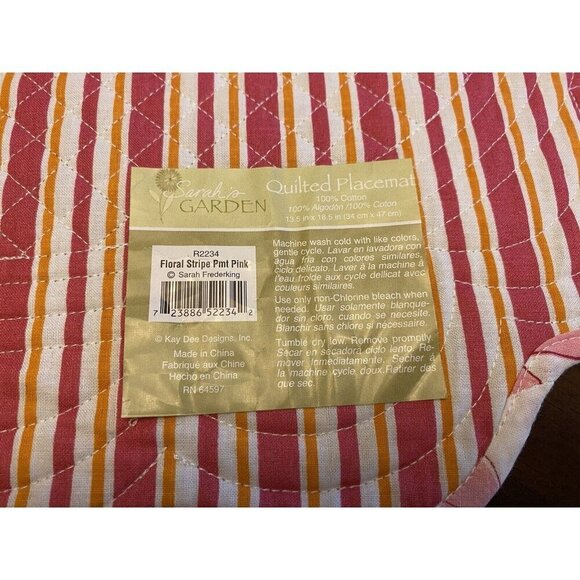 Sarah's
GARDEN
Quilted Placemat
100% Cotton
100% Algodón /100% Coton
13.5 in x 18.5 in (34 cm x 47 cm)
R2234
Floral Stripe Pmt Pink
© Sarah Frederking
7 23886 52234 2
© Kay Dee Designs, Inc.
Made in China
Fabriqué aux Chine
Hecho en China
RN 64597
Machine wash cold with like colors,
gentle cycle. Lavar en lavadora con
agua fria con colores similares,
ciclo delicato. Laver à la machine à
l'eau froide aux cycle delicat avec
couleurs similaires.
Use only non-Chlorine bleach when
needed. Usar solamente blanquea-
dor sin cloro, cuando se necesite.
Blanchir sans chlore si necessaire.
Tumble dry low. Remove promptly.
Secar en secadora ciclo lento. Re-
mover Inmediatamente. Secher à
la machine cycle doux.Retirer des
que sec.